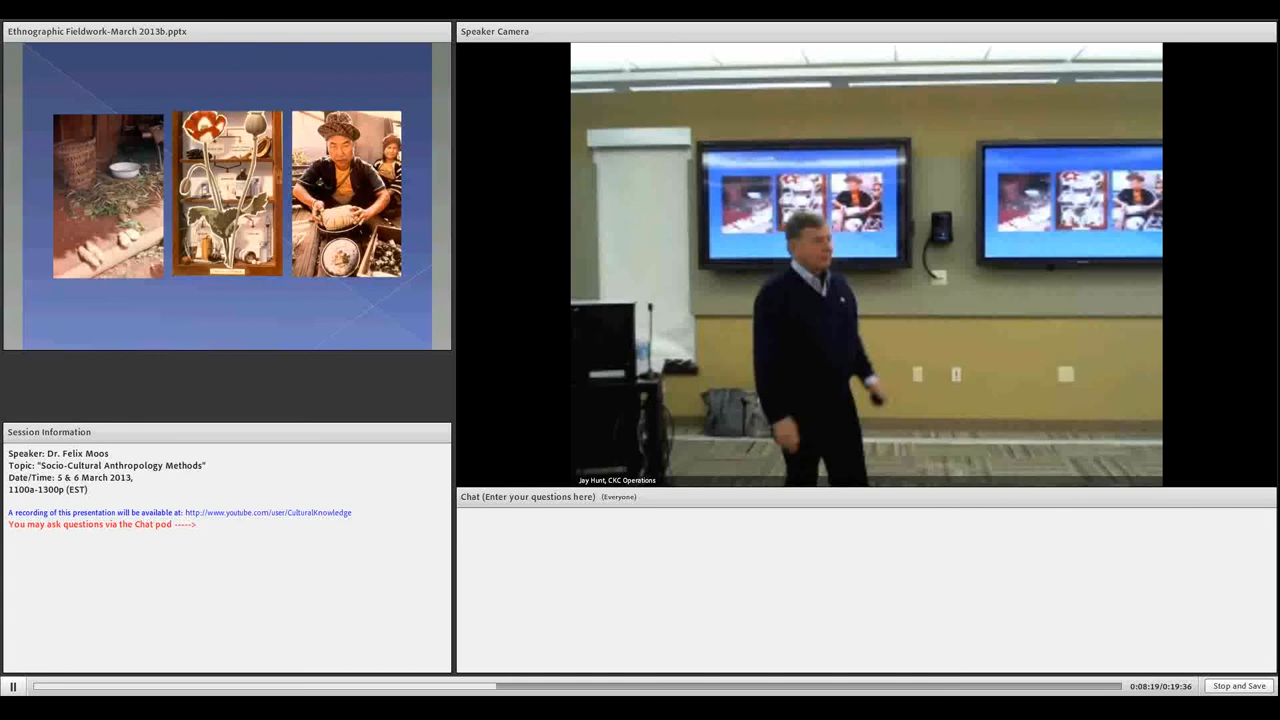 Ethnographic Fieldwork-March 2013b.pptx
Speaker Camera
Jay Hunt, CKC Operations
Session Information
Speaker: Dr. Felix Moos
Topic: "Socio-Cultural Anthropology Methods"
Date/Time: 5 & 6 March 2013,
1100a-1300p (EST)
A recording of this presentation will be available at: http://www.youtube.com/user/CulturalKnowledge
You may ask questions via the Chat pod ----->
Chat (Enter your questions here) (Everyone)
0:08:19/0:19:36
Stop and Save